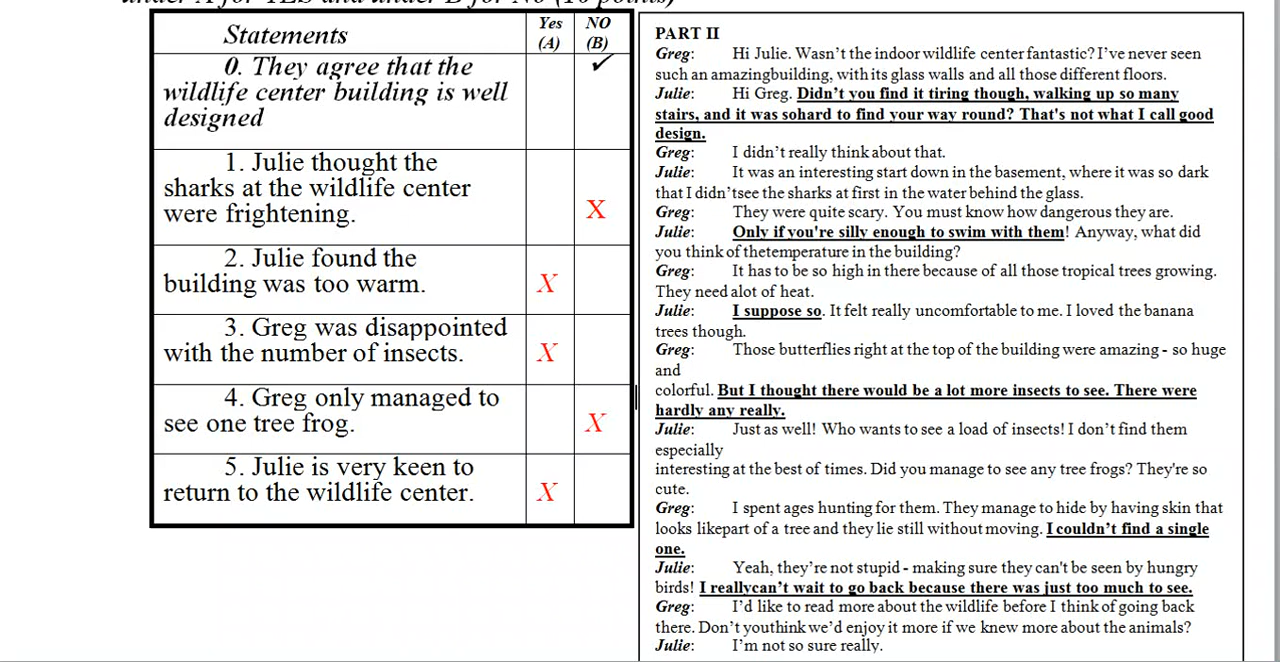 under A for YES and under B for No (10 points)
Statements
Yes
(A)
NO
(B)
0. They agree that the
wildlife center building is well
designed
✓
1. Julie thought the
sharks at the wildlife center
were frightening.
X
2. Julie found the
building was too warm.
X
3. Greg was disappointed
with the number of insects.
X
4. Greg only managed to
see one tree frog.
X
5. Julie is very keen to
return to the wildlife center.
X
PART II
Greg: Hi Julie. Wasn't the indoor wildlife center fantastic? I've never seen
such an amazingbuilding, with its glass walls and all those different floors.
Julie: Hi Greg. Didn't you find it tiring though, walking up so many
stairs, and it was sohard to find your way round? That's not what I call good
design.
Greg: I didn't really think about that.
Julie: It was an interesting start down in the basement, where it was so dark
that I didn'tsee the sharks at first in the water behind the glass.
Greg: They were quite scary. You must know how dangerous they are.
Julie: Only if you're silly enough to swim with them! Anyway, what did
you think of thetemperature in the building?
Greg: It has to be so high in there because of all those tropical trees growing.
They need alot of heat.
Julie: I suppose so. It felt really uncomfortable to me. I loved the banana
trees though.
Greg: Those butterflies right at the top of the building were amazing - so huge
and
colorful. But I thought there would be a lot more insects to see. There were
hardly any really.
Julie: Just as well! Who wants to see a load of insects! I don't find them
especially
interesting at the best of times. Did you manage to see any tree frogs? They're so
cute.
Greg: I spent ages hunting for them. They manage to hide by having skin that
looks likepart of a tree and they lie still without moving. I couldn't find a single
one.
Julie: Yeah, they're not stupid - making sure they can't be seen by hungry
birds! I reallycan't wait to go back because there was just too much to see.
Greg: I'd like to read more about the wildlife before I think of going back
there. Don't youthink we'd enjoy it more if we knew more about the animals?
Julie: I'm not so sure really.